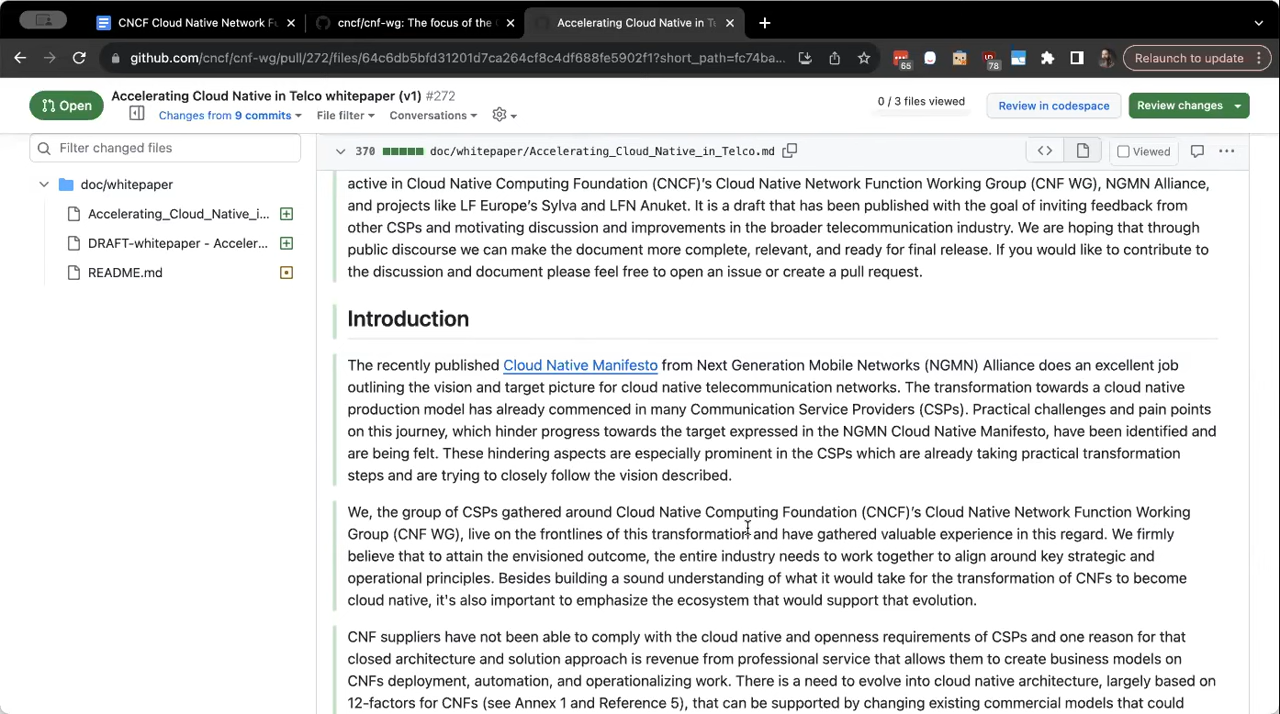 CNCF Cloud Native Network F
cncf/cnf-wg: The focus of the
Accelerating Cloud Native in Te
github.com/cncf/cnf-wg/pull/272/files/64c6db5bfd31201d7ca264cf8c4df688fe5902f1?short_path=fc74ba...
65
78
Relaunch to update
Open
Accelerating Cloud Native in Telco whitepaper (v1) #272
Changes from 9 commits
File filter
Conversations
0 / 3 files viewed
Review in codespace
Review changes
Filter changed files
doc/whitepaper
Accelerating_Cloud_Native_i...
DRAFT-whitepaper - Acceler...
README.md
370 doc/whitepaper/Accelerating_Cloud_Native_in_Telco.md
Viewed
active in Cloud Native Computing Foundation (CNCF)'s Cloud Native Network Function Working Group (CNF WG), NGMN Alliance,
and projects like LF Europe's Sylva and LFN Anuket. It is a draft that has been published with the goal of inviting feedback from
other CSPs and motivating discussion and improvements in the broader telecommunication industry. We are hoping that through
public discourse we can make the document more complete, relevant, and ready for final release. If you would like to contribute to
the discussion and document please feel free to open an issue or create a pull request.
Introduction
The recently published Cloud Native Manifesto from Next Generation Mobile Networks (NGMN) Alliance does an excellent job
outlining the vision and target picture for cloud native telecommunication networks. The transformation towards a cloud native
production model has already commenced in many Communication Service Providers (CSPs). Practical challenges and pain points
on this journey, which hinder progress towards the target expressed in the NGMN Cloud Native Manifesto, have been identified and
are being felt. These hindering aspects are especially prominent in the CSPs which are already taking practical transformation
steps and are trying to closely follow the vision described.
We, the group of CSPs gathered around Cloud Native Computing Foundation (CNCF)'s Cloud Native Network Function Working
Group (CNF WG), live on the frontlines of this transformation and have gathered valuable experience in this regard. We firmly
believe that to attain the envisioned outcome, the entire industry needs to work together to align around key strategic and
operational principles. Besides building a sound understanding of what it would take for the transformation of CNFs to become
cloud native, it's also important to emphasize the ecosystem that would support that evolution.
CNF suppliers have not been able to comply with the cloud native and openness requirements of CSPs and one reason for that
closed architecture and solution approach is revenue from professional service that allows them to create business models on
CNFs deployment, automation, and operationalizing work. There is a need to evolve into cloud native architecture, largely based on
12-factors for CNFs (see Annex 1 and Reference 5), that can be supported by changing existing commercial models that could